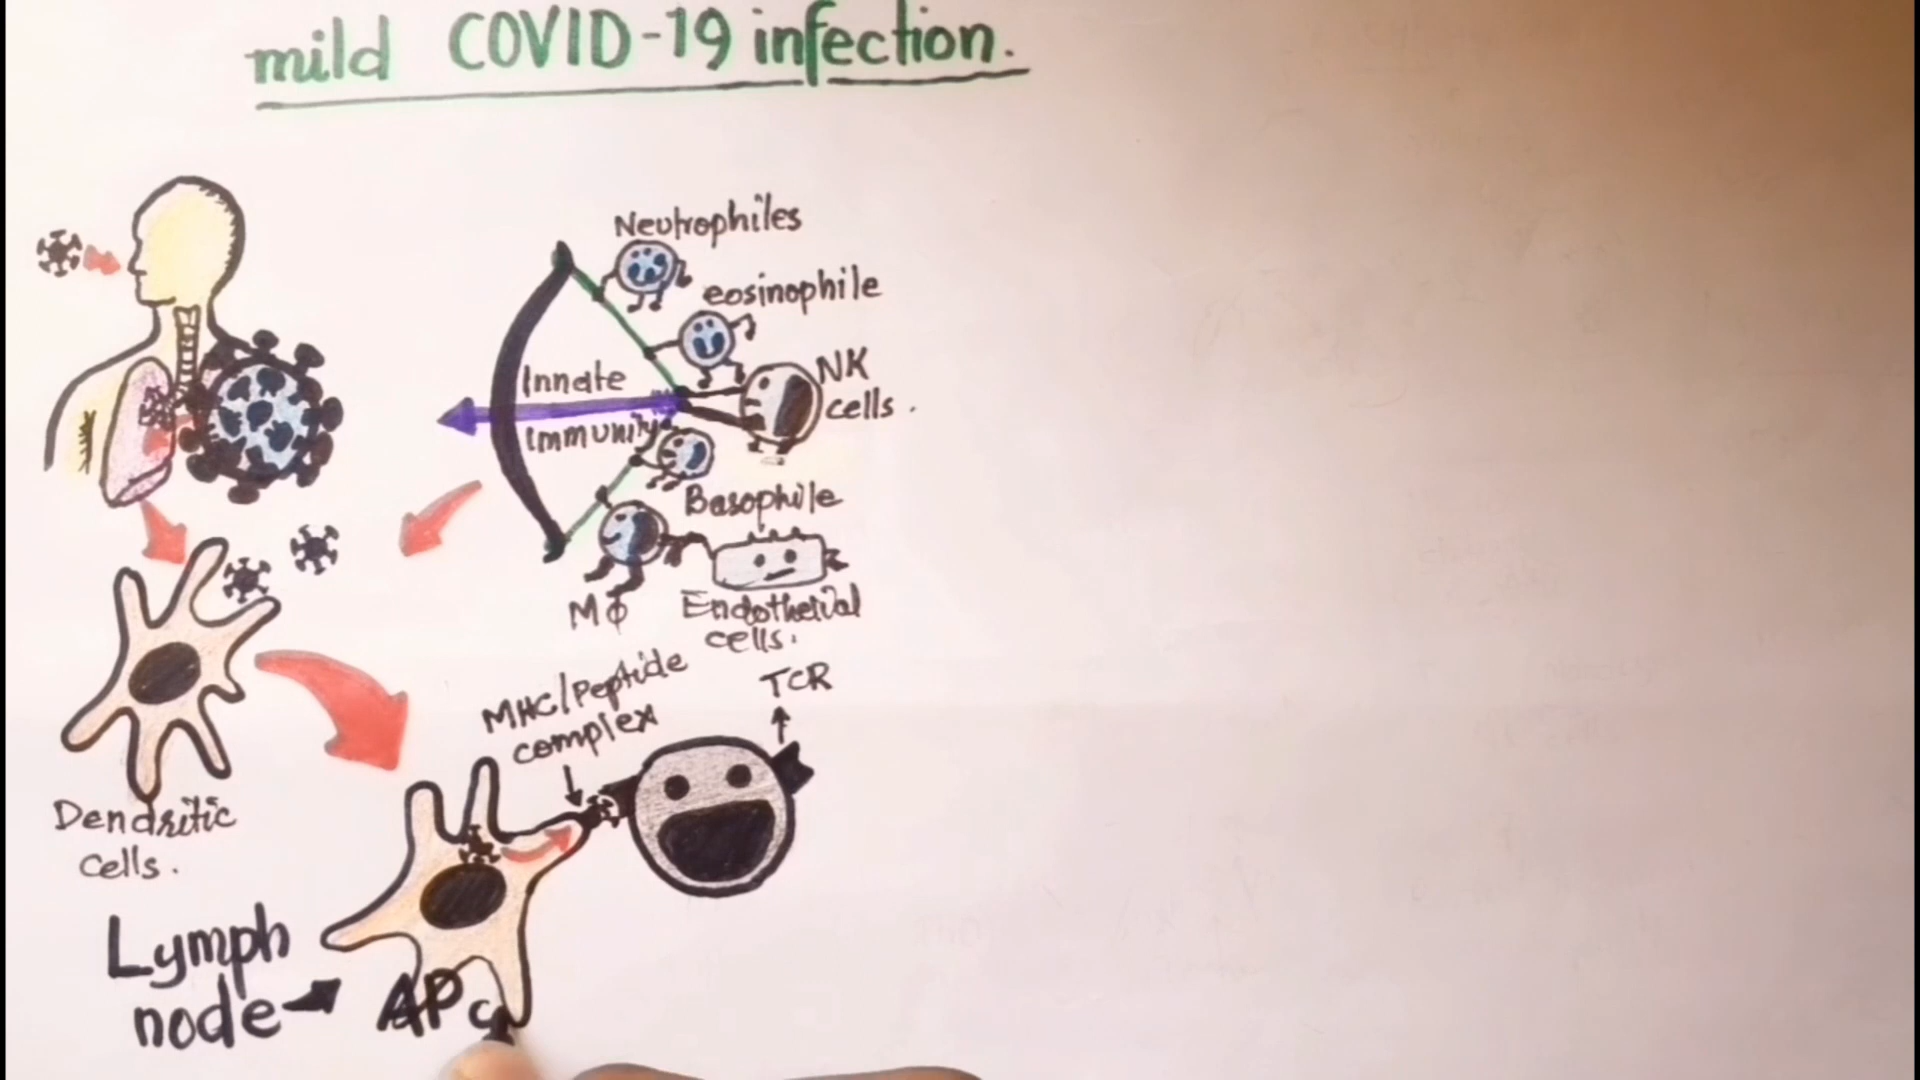 mild COVID-19 infection.
Neutrophiles
eosinophile
NK
cells.
Innate
Immunity
Basophile
MΦ
Endothelial
cells.
MHC/Peptide
complex
TCR
Dendritic
cells.
Lymph
node
APC